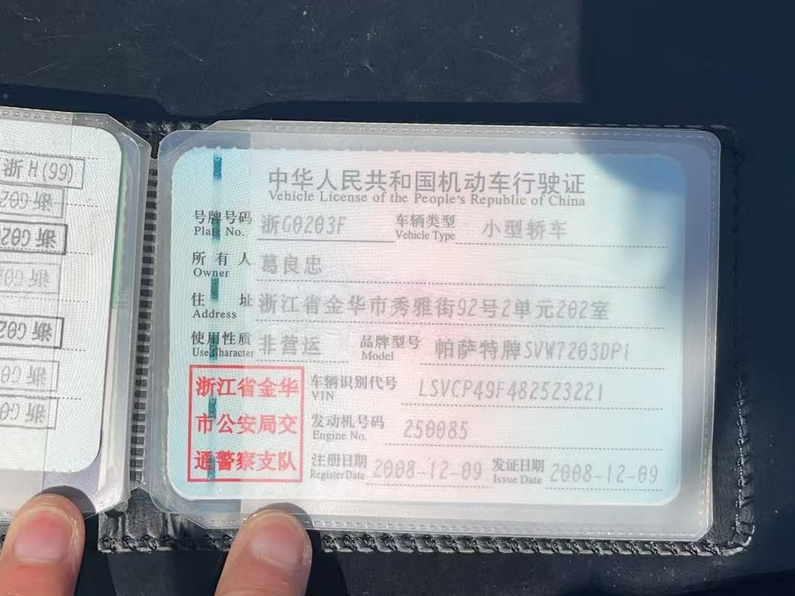 浙H(99)
中华人民共和国机动车行驶证
Vehicle License of the People's Republic of China
号牌号码 浙G0203F 车辆类型 小型轿车
Plate No. Vehicle Type
所有人 葛良忠
Owner
住址 浙江省金华市秀雅街92号2单元202室
Address
使用性质 非营运 品牌型号 帕萨特牌SVW7203DPi
Use Character Model
浙江省金华
市公安局交
通警察支队
车辆识别代号 LSVCP49F482523221
VIN
发动机号码 250085
Engine No.
注册日期 2008-12-09 发证日期 2008-12-09
Register Date Issue Date